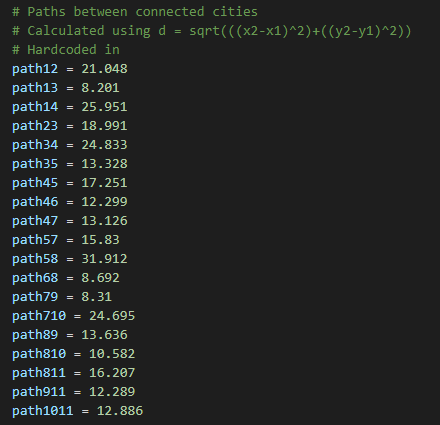 # Paths between connected cities
# Calculated using d = sqrt(((x2-x1)^2)+((y2-y1)^2))
# Hardcoded in
path12 = 21.048
path13 = 8.201
path14 = 25.951
path23 = 18.991
path34 = 24.833
path35 = 13.328
path45 = 17.251
path46 = 12.299
path47 = 13.126
path57 = 15.83
path58 = 31.912
path68 = 8.692
path79 = 8.31
path710 = 24.695
path89 = 13.636
path810 = 10.582
path811 = 16.207
path911 = 12.289
path1011 = 12.886